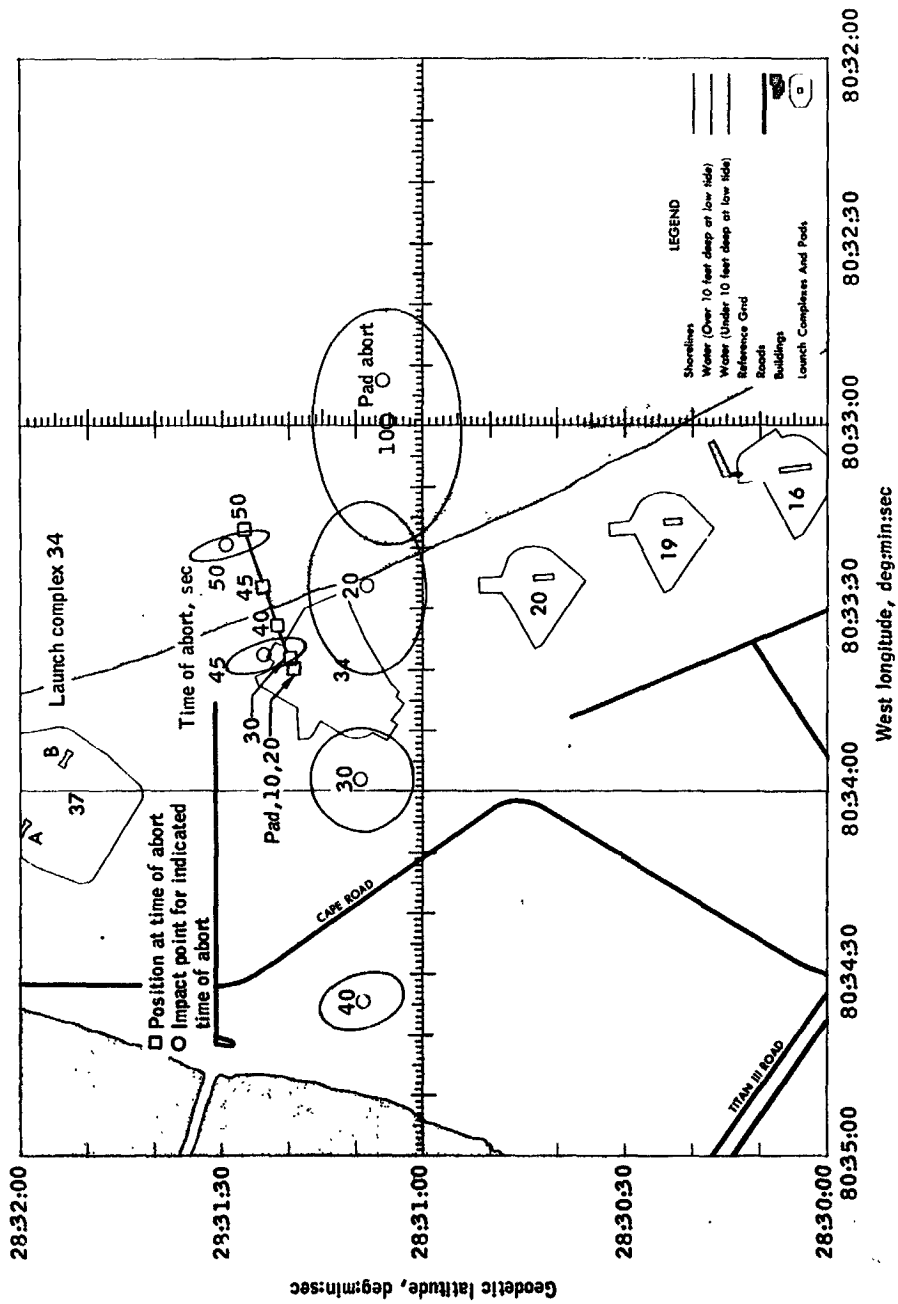 Launch complex 34
B
A
37
□ Position at time of abort
○ Impact point for indicated
time of abort
Time of abort, sec
50
50
45
40
45
30
Pad,10,20
34
20
30
40
Pad abort
10
CAPE ROAD
TITAN III ROAD
20
19
16
LEGEND
Shorelines
Water (Over 10 feet deep at low tide)
Water (Under 10 feet deep at low tide)
Reference Grid
Roads
Buildings
Launch Complexes And Pads
28:32:00
28:31:30
28:31:00
28:30:30
28:30:00
Geodetic latitude, deg:min:sec
80:35:00
80:34:30
80:34:00
80:33:30
80:33:00
80:32:30
80:32:00
West longitude, deg:min:sec